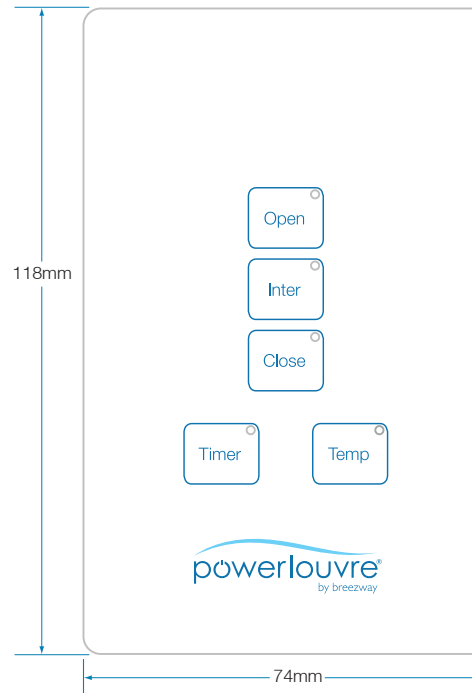 Open
118mm
Inter
Close
Timer
Temp
powerlouvre®
by breezway
74mm